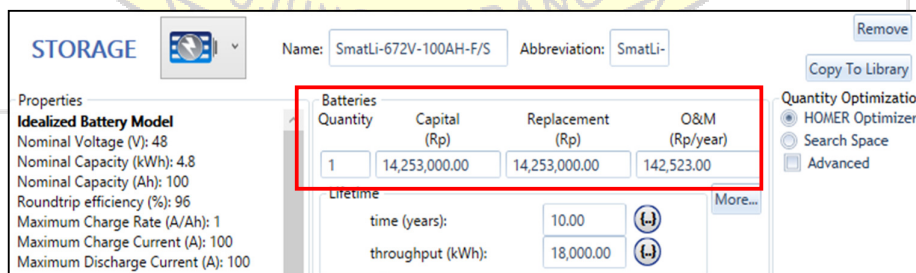 Remove
STORAGE
Name: SmatLi-672V-100AH-F/S Abbreviation: SmatLi-
Copy To Library
Properties
Idealized Battery Model
Nominal Voltage (V): 48
Nominal Capacity (kWh): 4.8
Nominal Capacity (Ah): 100
Roundtrip efficiency (%): 96
Maximum Charge Rate (A/Ah): 1
Maximum Charge Current (A): 100
Maximum Discharge Current (A): 100
Batteries
Quantity Capital (Rp) Replacement (Rp) O&M (Rp/year)
1 14,253,000.00 14,253,000.00 142,523.00
Lifetime
More...
time (years): 10.00 {..}
throughput (kWh): 18,000.00 {..}
Quantity Optimizatio
HOMER Optimizer
Search Space
Advanced